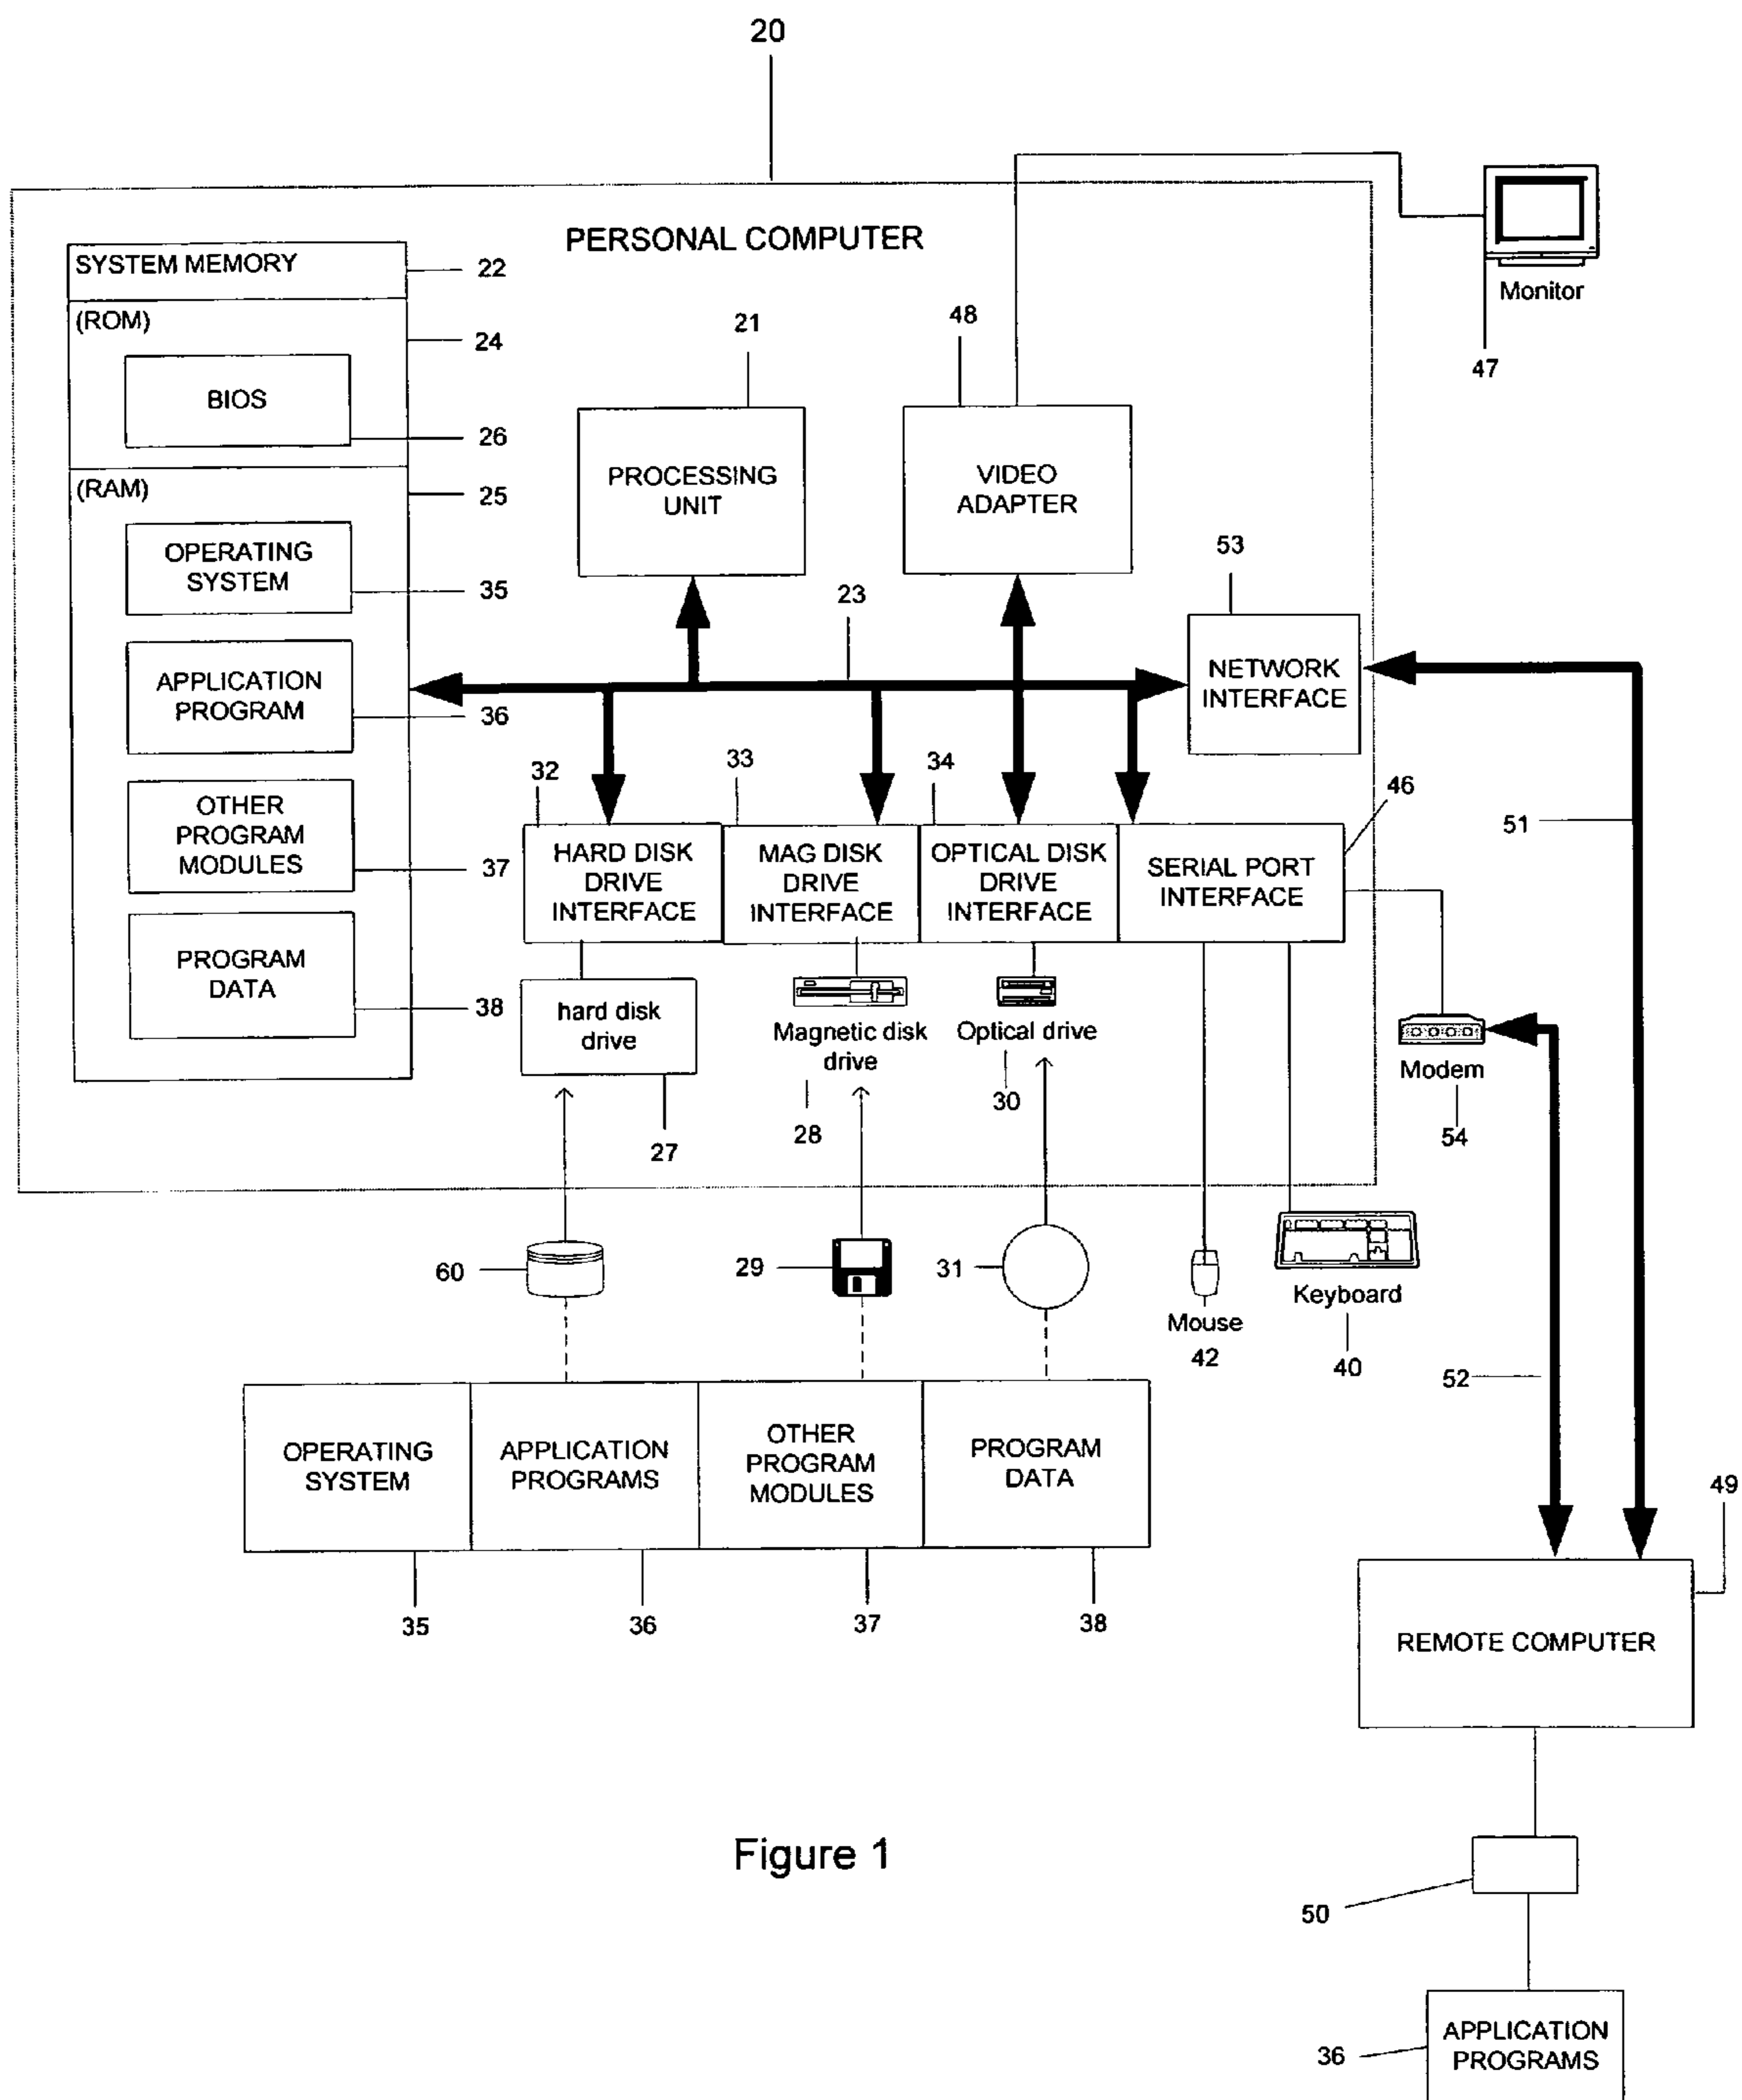 20
PERSONAL COMPUTER
SYSTEM MEMORY
22
(ROM)
24
BIOS
26
(RAM)
25
OPERATING
SYSTEM
35
APPLICATION
PROGRAM
36
OTHER
PROGRAM
MODULES
37
PROGRAM
DATA
38
21
PROCESSING
UNIT
48
VIDEO
ADAPTER
Monitor
47
23
53
NETWORK
INTERFACE
32
HARD DISK
DRIVE
INTERFACE
33
MAG DISK
DRIVE
INTERFACE
34
OPTICAL DISK
DRIVE
INTERFACE
46
SERIAL PORT
INTERFACE
51
hard disk
drive
27
Magnetic disk
drive
28
Optical drive
30
Modem
54
60
29
31
Mouse
42
Keyboard
40
52
OPERATING
SYSTEM
APPLICATION
PROGRAMS
OTHER
PROGRAM
MODULES
PROGRAM
DATA
35
36
37
38
49
REMOTE COMPUTER
Figure 1
50
36
APPLICATION
PROGRAMS